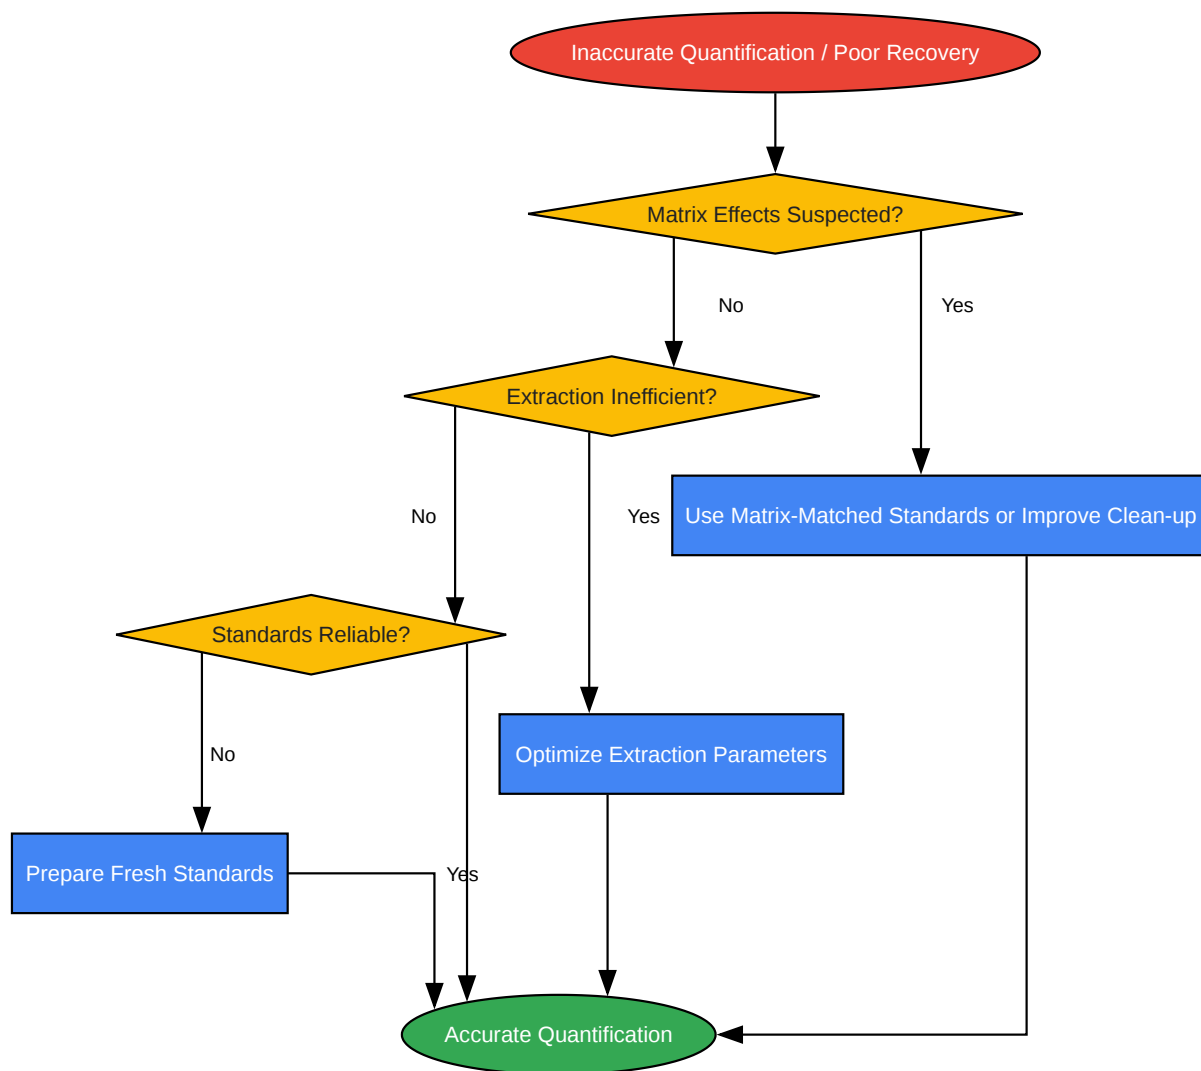 Inaccurate Quantification / Poor Recovery
Matrix Effects Suspected?
No
Yes
Extraction Inefficient?
No
Yes
Use Matrix-Matched Standards or Improve Clean-up
Standards Reliable?
No
Optimize Extraction Parameters
Prepare Fresh Standards
Yes
Accurate Quantification